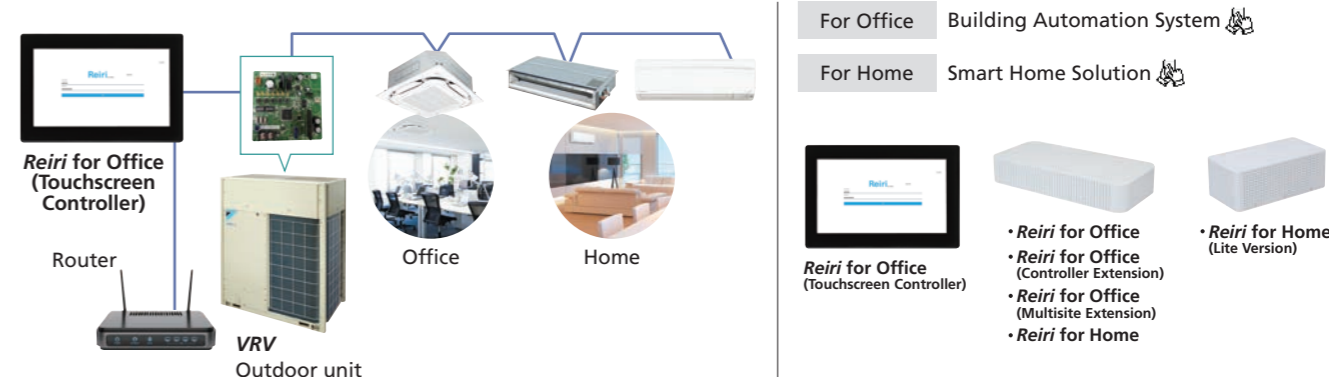 Reiri
Reiri for Office
(Touchscreen
Controller)
Router
VRV
Outdoor unit
Office
Home
For Office
Building Automation System
For Home
Smart Home Solution
Reiri
Reiri for Office
(Touchscreen Controller)
・Reiri for Office
・Reiri for Office
(Controller Extension)
・Reiri for Office
(Multisite Extension)
・Reiri for Home
・Reiri for Home
(Lite Version)